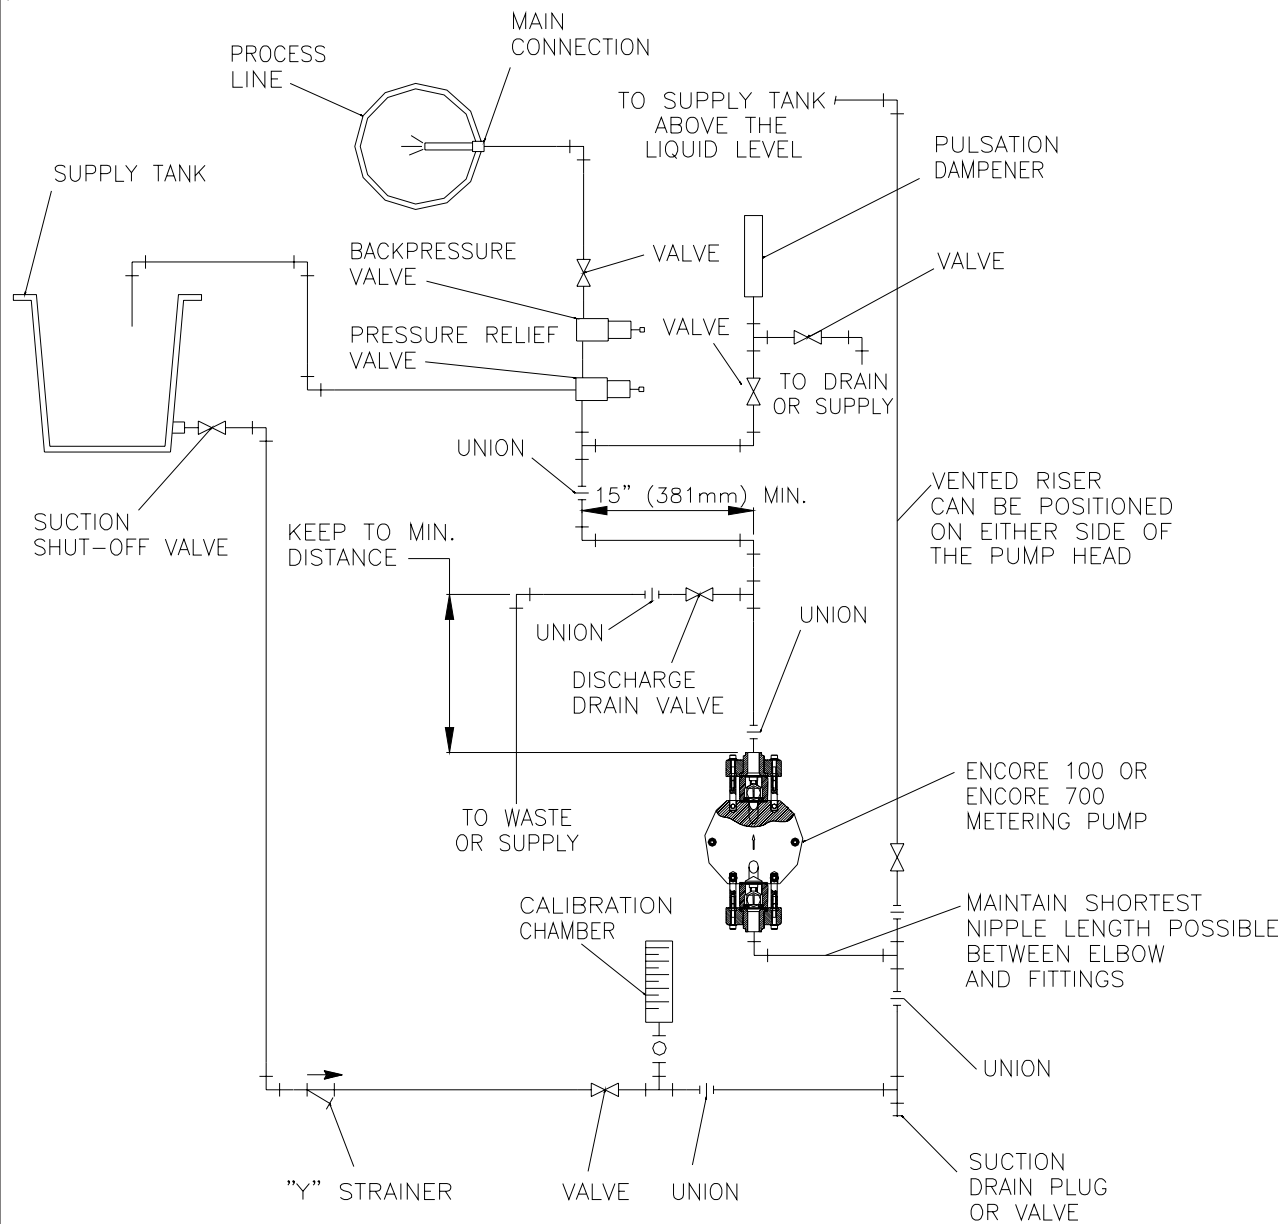 MAIN
CONNECTION
PROCESS
LINE
TO SUPPLY TANK
ABOVE THE
LIQUID LEVEL
PULSATION
DAMPENER
SUPPLY TANK
BACKPRESSURE
VALVE
VALVE
VALVE
PRESSURE RELIEF
VALVE
VALVE
TO DRAIN
OR SUPPLY
UNION
15" (381mm) MIN.
VENTED RISER
CAN BE POSITIONED
ON EITHER SIDE OF
THE PUMP HEAD
SUCTION
SHUT-OFF VALVE
KEEP TO MIN.
DISTANCE
UNION
UNION
DISCHARGE
DRAIN VALVE
ENCORE 100 OR
ENCORE 700
METERING PUMP
TO WASTE
OR SUPPLY
CALIBRATION
CHAMBER
MAINTAIN SHORTEST
NIPPLE LENGTH POSSIBLE
BETWEEN ELBOW
AND FITTINGS
UNION
"Y" STRAINER
VALVE
UNION
SUCTION
DRAIN PLUG
OR VALVE